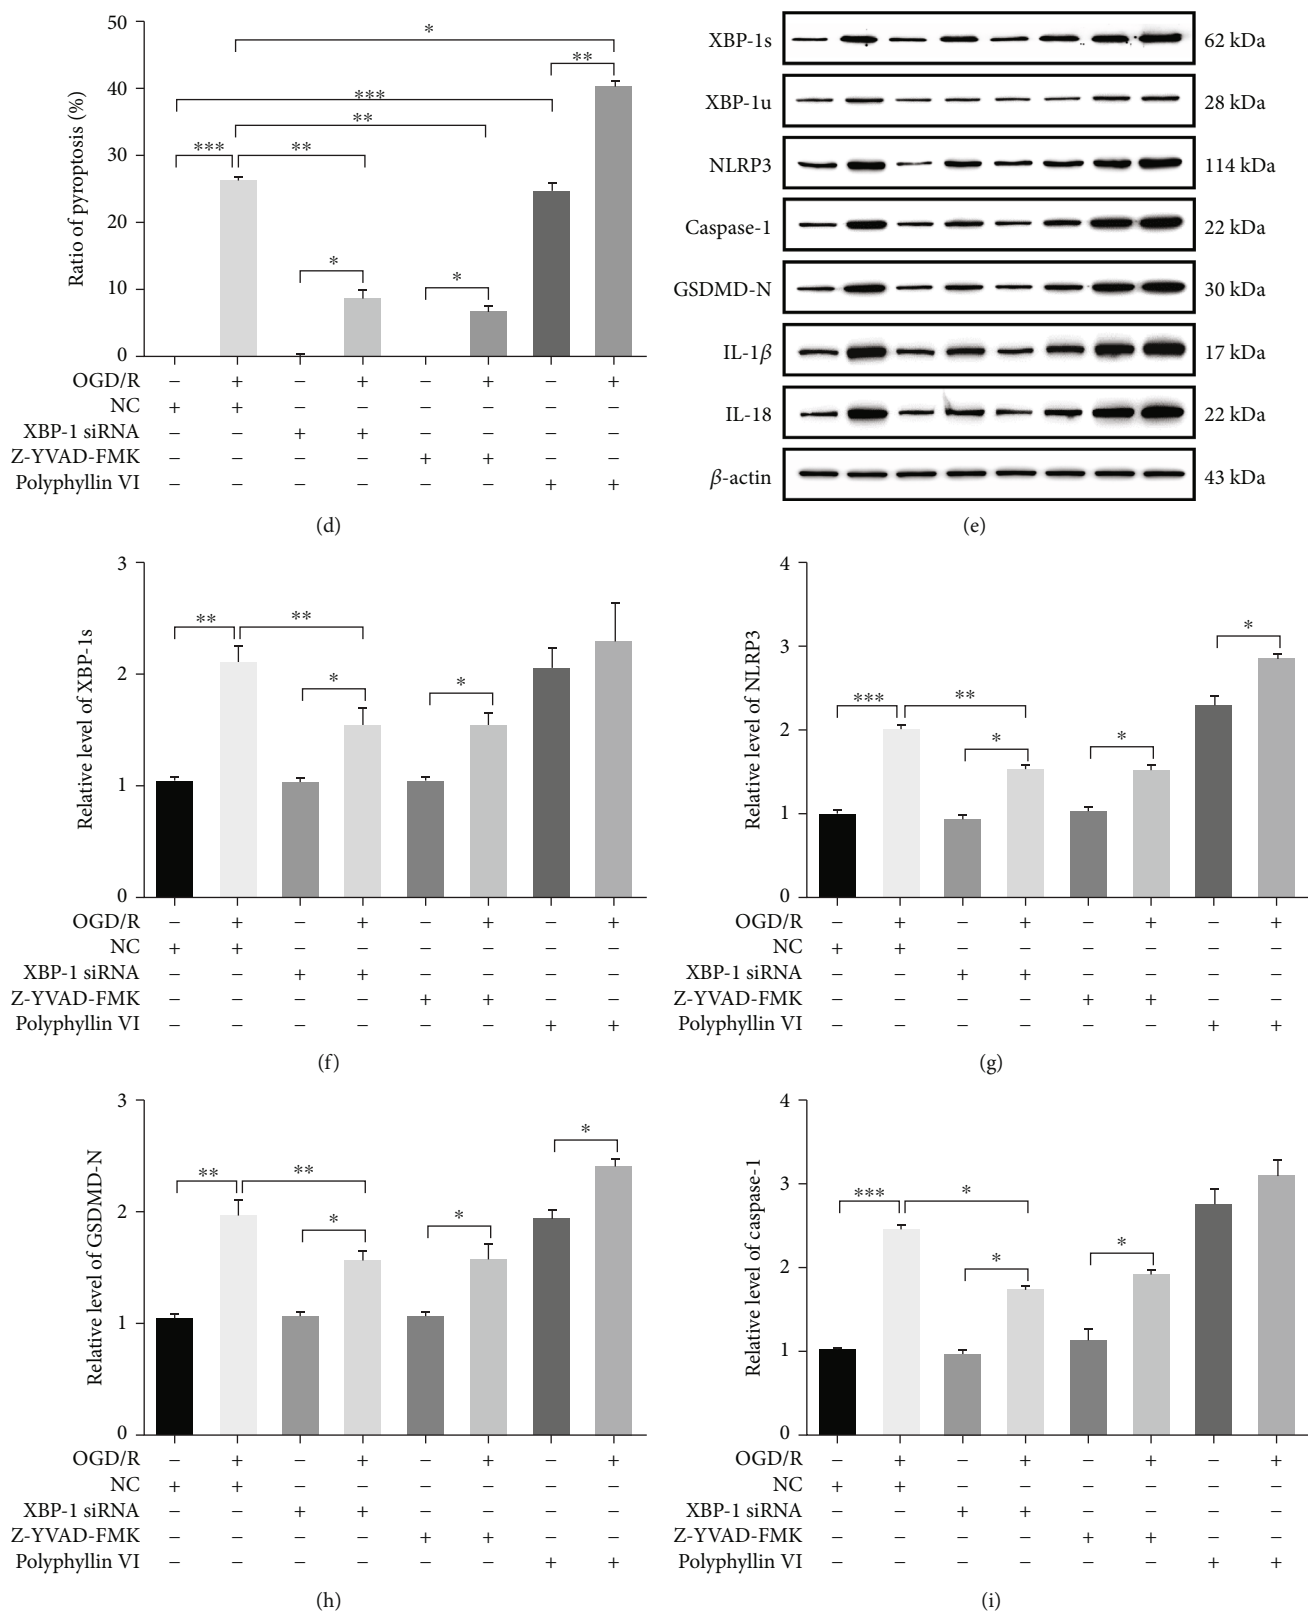 50
40
30
20
10
0
Ratio of pyroptosis (%)
*
**
***
**
*** **
*
*
OGD/R – + – + – + – +
NC + + – – – – – –
XBP-1 siRNA – – + + – – – –
Z-YVAD-FMK – – – – + + – –
Polyphyllin VI – – – – – – + +
(d)
XBP-1s 62 kDa
XBP-1u 28 kDa
NLRP3 114 kDa
Caspase-1 22 kDa
GSDMD-N 30 kDa
IL-1β 17 kDa
IL-18 22 kDa
β-actin 43 kDa
(e)
3
2
1
0
Relative level of XBP-1s
** **
* *
OGD/R – + – + – + – +
NC + + – – – – – –
XBP-1 siRNA – – + + – – – –
Z-YVAD-FMK – – – – + + – –
Polyphyllin VI – – – – – – + +
(f)
4
3
2
1
0
Relative level of NLRP3
*
*** **
* *
OGD/R – + – + – + – +
NC + + – – – – – –
XBP-1 siRNA – – + + – – – –
Z-YVAD-FMK – – – – + + – –
Polyphyllin VI – – – – – – + +
(g)
3
2
1
0
Relative level of GSDMD-N
*
** **
* *
OGD/R – + – + – + – +
NC + + – – – – – –
XBP-1 siRNA – – + + – – – –
Z-YVAD-FMK – – – – + + – –
Polyphyllin VI – – – – – – + +
(h)
4
3
2
1
0
Relative level of caspase-1
*** *
* *
OGD/R – + – + – + – +
NC + + – – – – – –
XBP-1 siRNA – – + + – – – –
Z-YVAD-FMK – – – – + + – –
Polyphyllin VI – – – – – – + +
(i)